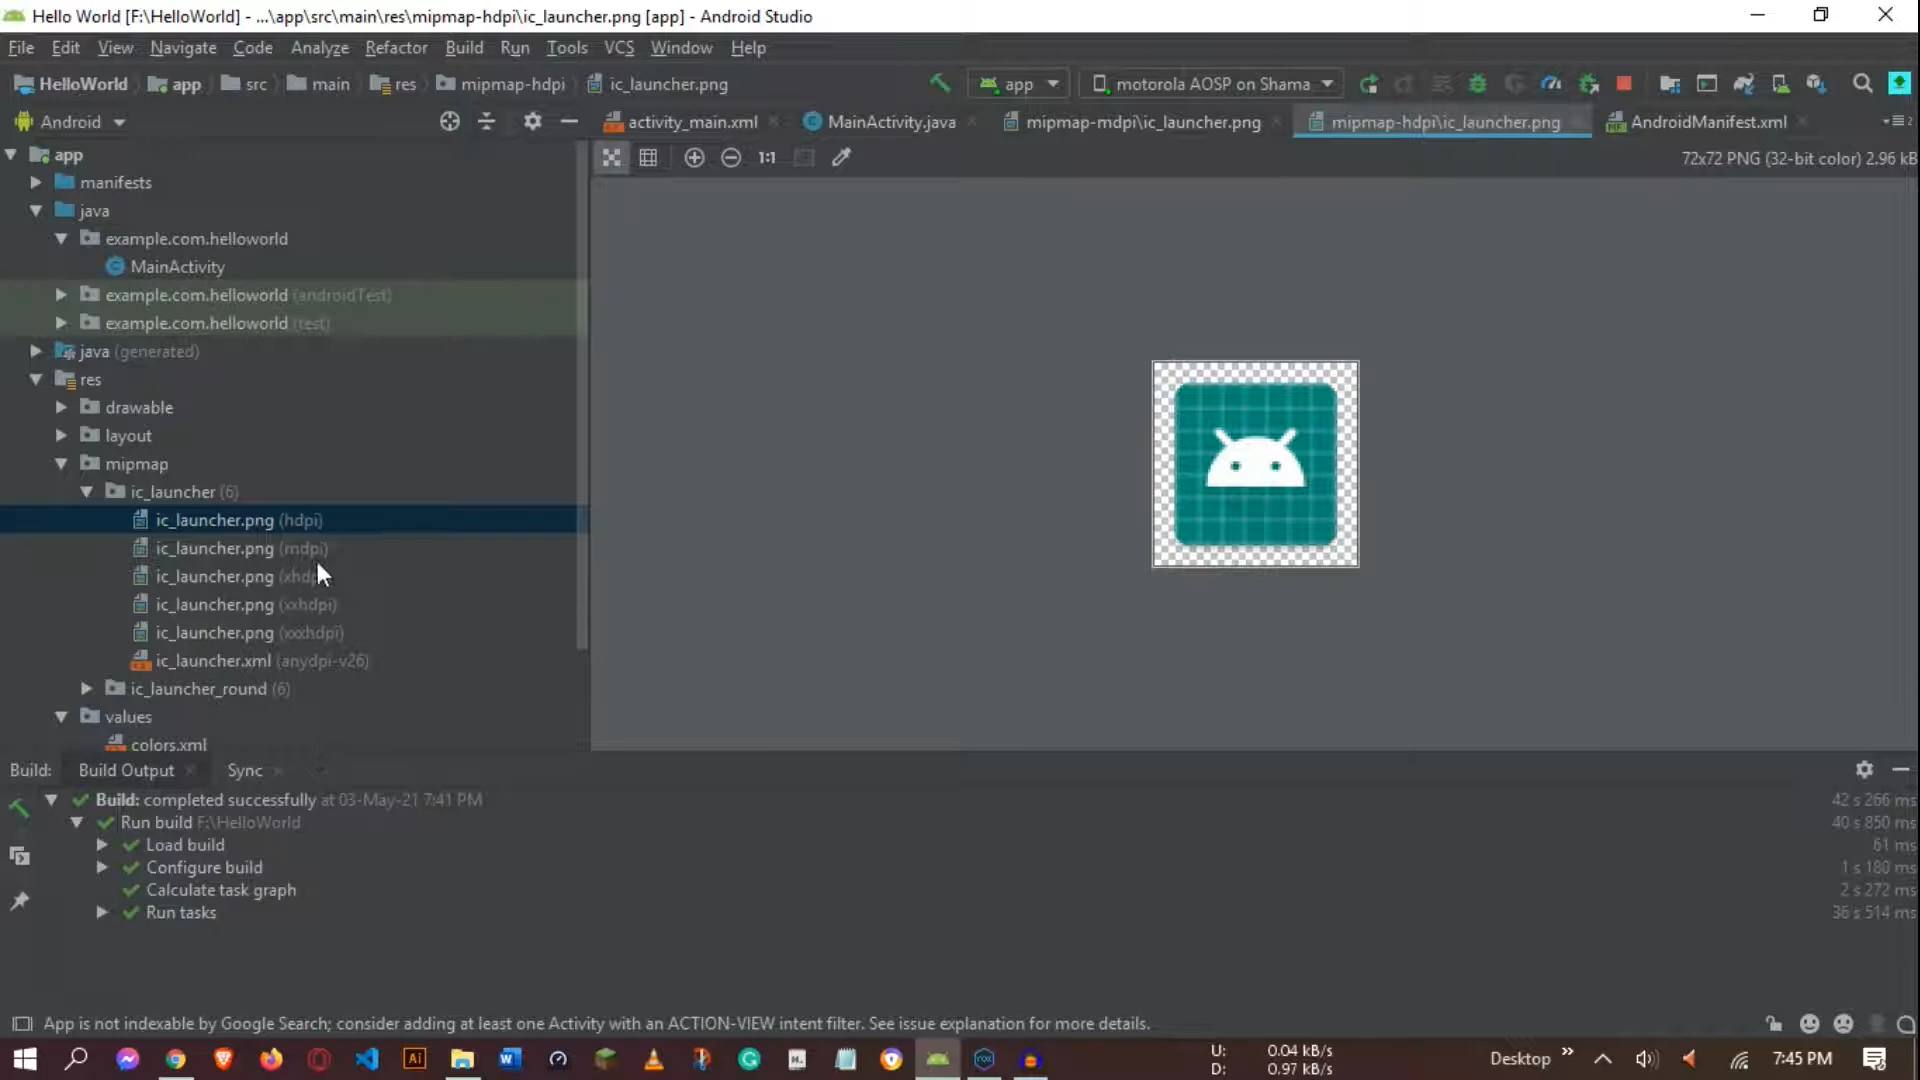 Hello World [F:\HelloWorld] - ...\app\src\main\res\mipmap-hdpi\ic_launcher.png [app] - Android Studio
File Edit View Navigate Code Analyze Refactor Build Run Tools VCS Window Help
HelloWorld app src main res mipmap-hdpi ic_launcher.png app motorola AOSP on Shama
Android activity_main.xml MainActivity.java mipmap-mdpi\ic_launcher.png mipmap-hdpi\ic_launcher.png AndroidManifest.xml
1:1 72x72 PNG (32-bit color) 2.96 kB
app
manifests
java
example.com.helloworld
MainActivity
example.com.helloworld (androidTest)
example.com.helloworld (test)
java (generated)
res
drawable
layout
mipmap
ic_launcher (6)
ic_launcher.png (hdpi)
ic_launcher.png (mdpi)
ic_launcher.png
ic_launcher.png (xxhdpi)
ic_launcher.png (xxxhdpi)
ic_launcher.xml (anydpi-v26)
ic_launcher_round (6)
values
colors.xml
Build: Build Output Sync
Build: completed successfully at 03-May-21 7:41 PM 42 s 266 ms
Run build F:\HelloWorld 40 s 850 ms
Load build 61 ms
Configure build 1 s 180 ms
Calculate task graph 2 s 272 ms
Run tasks 36 s 514 ms
App is not indexable by Google Search; consider adding at least one Activity with an ACTION-VIEW intent filter. See issue explanation for more details.
U: 0.04 kB/s
D: 0.97 kB/s
Desktop 7:45 PM